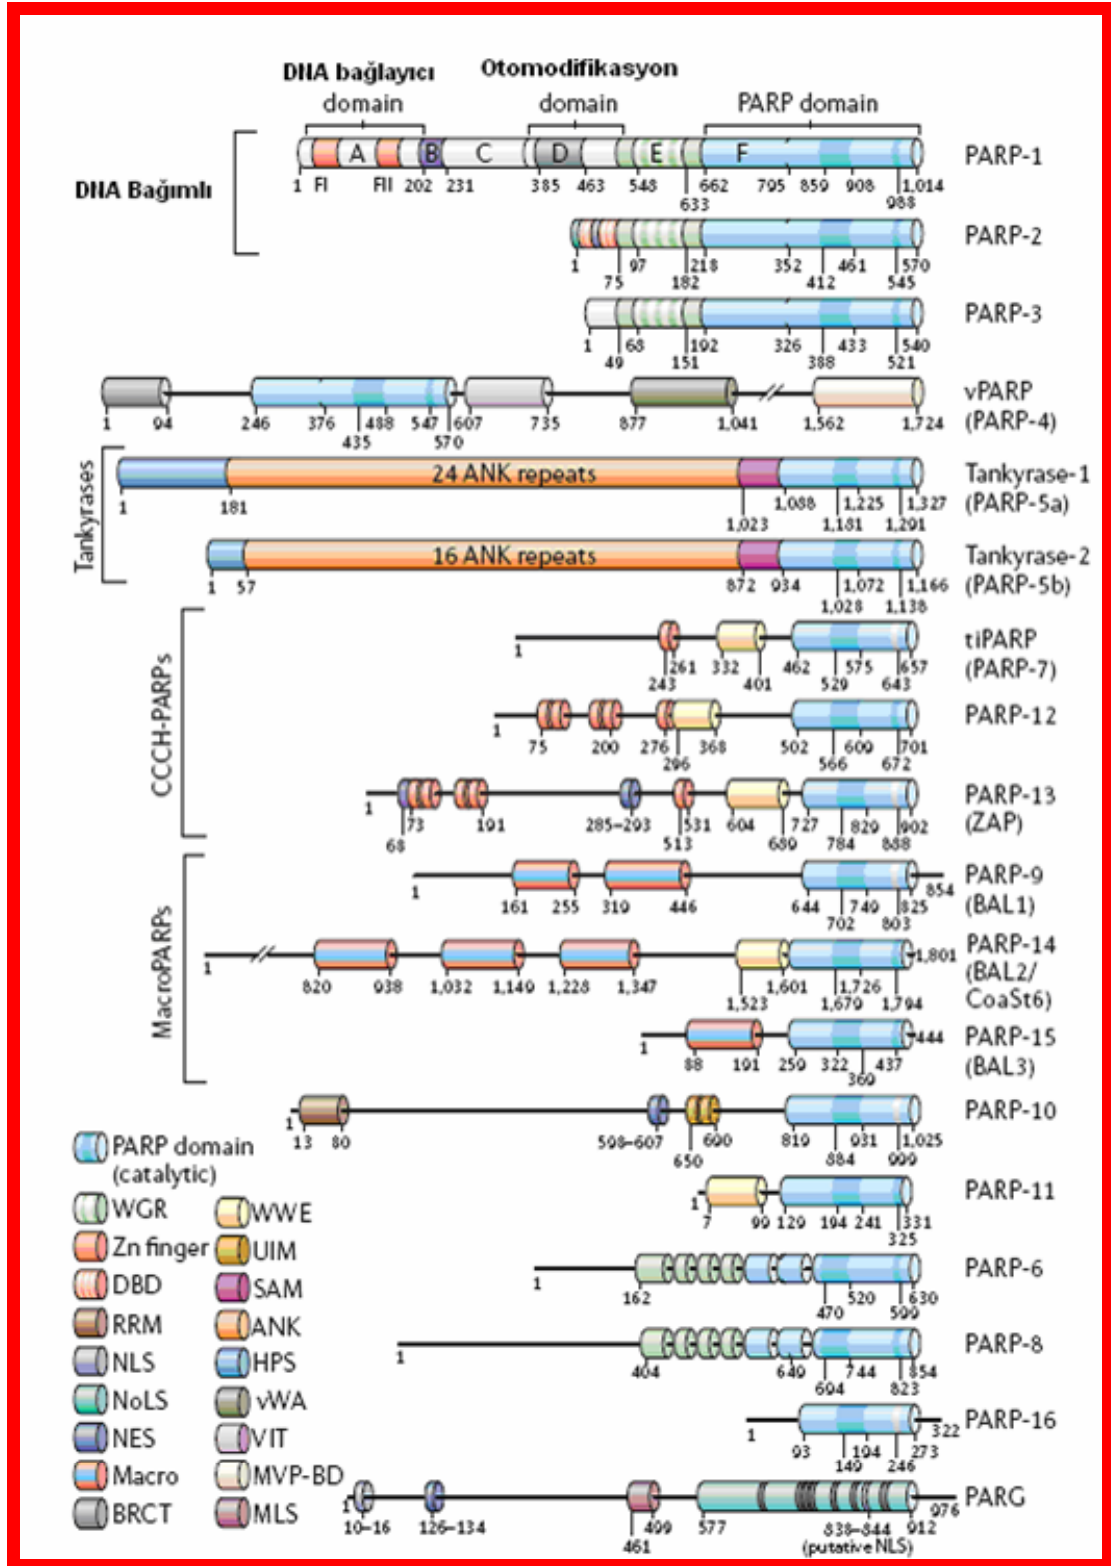 DNA bağlayıcı Otomodifikasyon
domain domain PARP domain
DNA Bağımlı
A B C D E F PARP-1
1 FI FII 202 231 385 463 548 662 795 859 908 1,014
633 988
PARP-2
1 97 218 352 461 570
75 182 412 545
PARP-3
1 68 192 326 433 540
49 151 388 521
vPARP
(PARP-4)
1 94 246 376 488 547 607 735 877 1,041 1,562 1,724
435 570
Tankyrases
24 ANK repeats Tankyrase-1
(PARP-5a)
1 181 1,088 1,225 1,327
1,023 1,181 1,291
16 ANK repeats Tankyrase-2
(PARP-5b)
1 57 872 934 1,072 1,166
1,028 1,138
CCCH-PARPs
tiPARP
(PARP-7)
1 261 332 462 575 657
243 401 529 643
PARP-12
1 75 200 276 368 502 609 701
296 566 672
PARP-13
(ZAP)
1 73 191 285–293 531 604 727 829 902
68 513 689 784 888
MacroPARPs
PARP-9
(BAL1)
1 161 255 319 446 644 749 825 854
702 803
PARP-14
(BAL2/
CoaSt6)
1 820 938 1,032 1,149 1,228 1,347 1,601 1,726 1,801
1,523 1,679 1,794
PARP-15
(BAL3)
1 88 191 259 322 437 444
369
PARP-10
1 13 80 598–607 690 819 931 1,025
650 884 999
PARP-11
1 7 99 129 194 241 331
325
PARP-6
1 162 520 630
470 599
PARP-8
1 404 649 744 854
694 823
PARP-16
1 93 194 273 322
149 246
PARG
1 10–16 126–134 499 577 838–844 912 976
461 (putative NLS)
PARP domain
(catalytic)
WGR
Zn finger
DBD
RRM
NLS
NoLS
NES
Macro
BRCT
WWE
UIM
SAM
ANK
HPS
vWA
VIT
MVP-BD
MLS